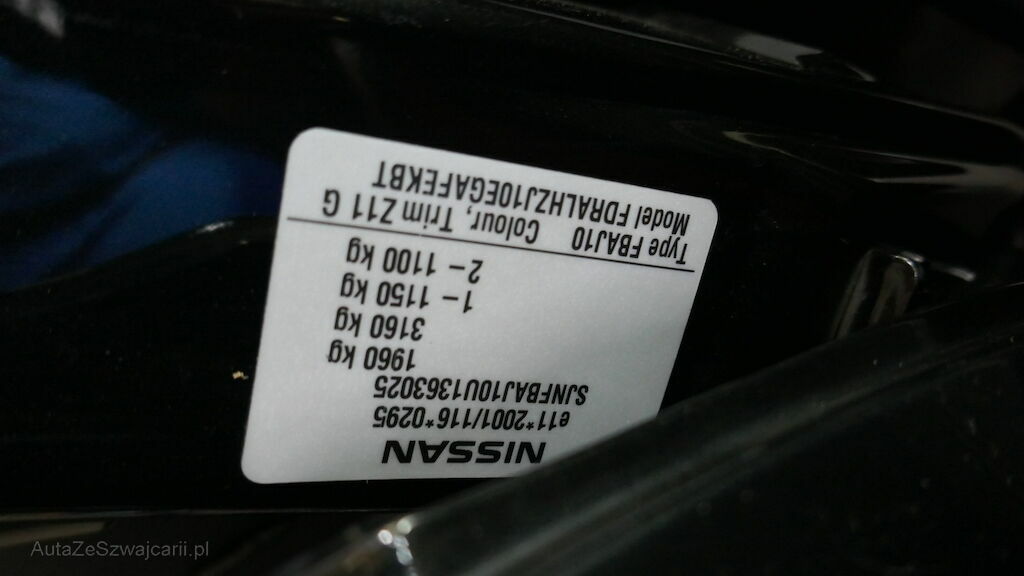 NISSAN
e11*2001/116*0295
SJNFBAJ10U1363025
1960 kg
3160 kg
1– 1150 kg
2– 1100 kg
Type FBAJ10 Colour, Trim Z11 G
Model FDRALHZJ10EGAFEKBT
AutaZeSzwajcarii.pl